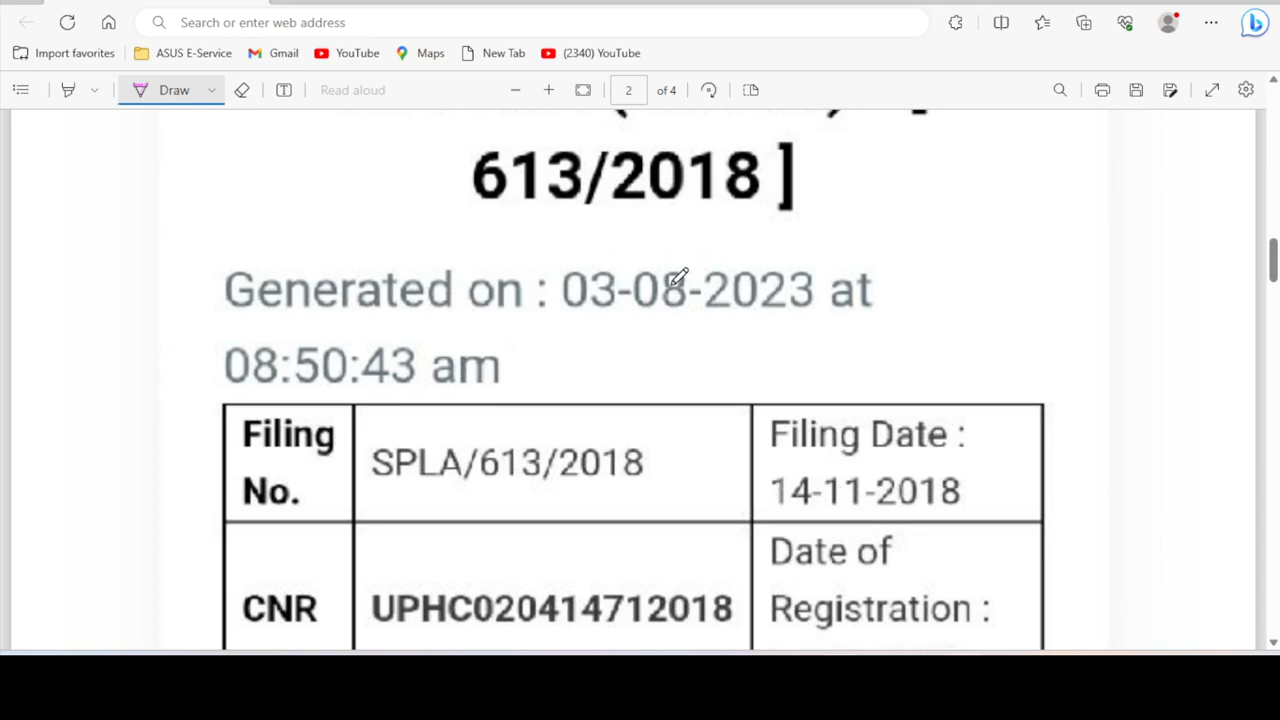 Search or enter web address
Import favorites
ASUS E-Service
Gmail
YouTube
Maps
New Tab
(2340) YouTube
Draw
Read aloud
2
of 4
613/2018 ]
Generated on : 03-08-2023 at
08:50:43 am
Filing
No.
SPLA/613/2018
Filing Date :
14-11-2018
CNR
UPHC020414712018
Date of
Registration :